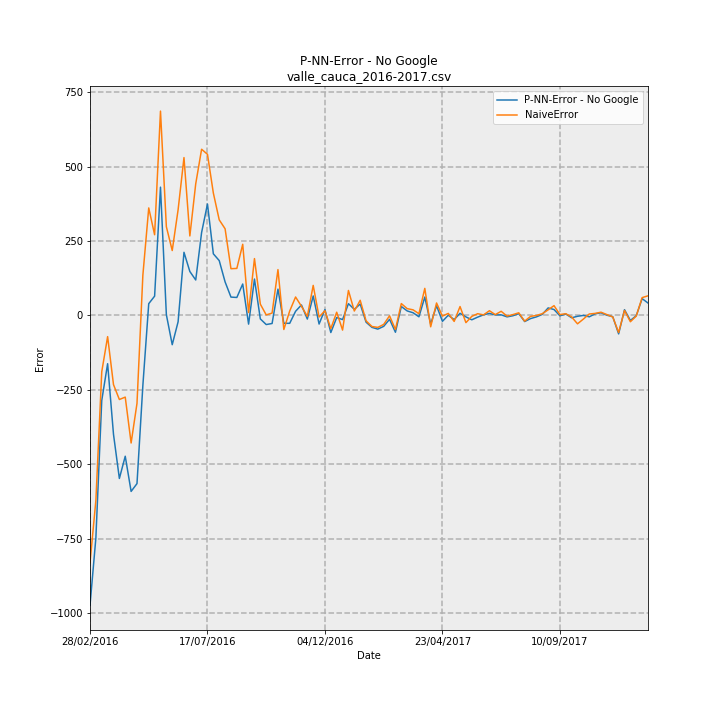 P-NN-Error - No Google
valle_cauca_2016-2017.csv
P-NN-Error - No Google
NaiveError
750
500
250
0
−250
−500
−750
−1000
Error
28/02/2016
17/07/2016
04/12/2016
23/04/2017
10/09/2017
Date